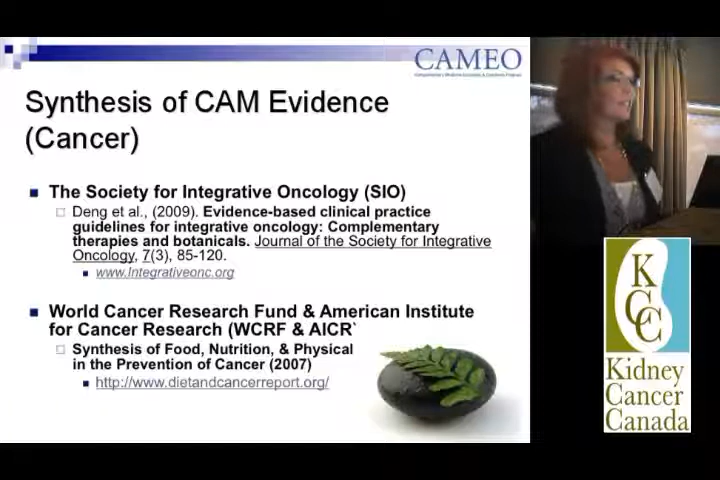 CAMEO
Complementary Medicine Education & Outcomes Program
Synthesis of CAM Evidence
(Cancer)
The Society for Integrative Oncology (SIO)
Deng et al., (2009). Evidence-based clinical practice
guidelines for integrative oncology: Complementary
therapies and botanicals. Journal of the Society for Integrative
Oncology, 7(3), 85-120.
www.Integrativeonc.org
World Cancer Research Fund & American Institute
for Cancer Research (WCRF & AICR
Synthesis of Food, Nutrition, & Physical
in the Prevention of Cancer (2007)
http://www.dietandcancerreport.org/
KCC
Kidney
Cancer
Canada